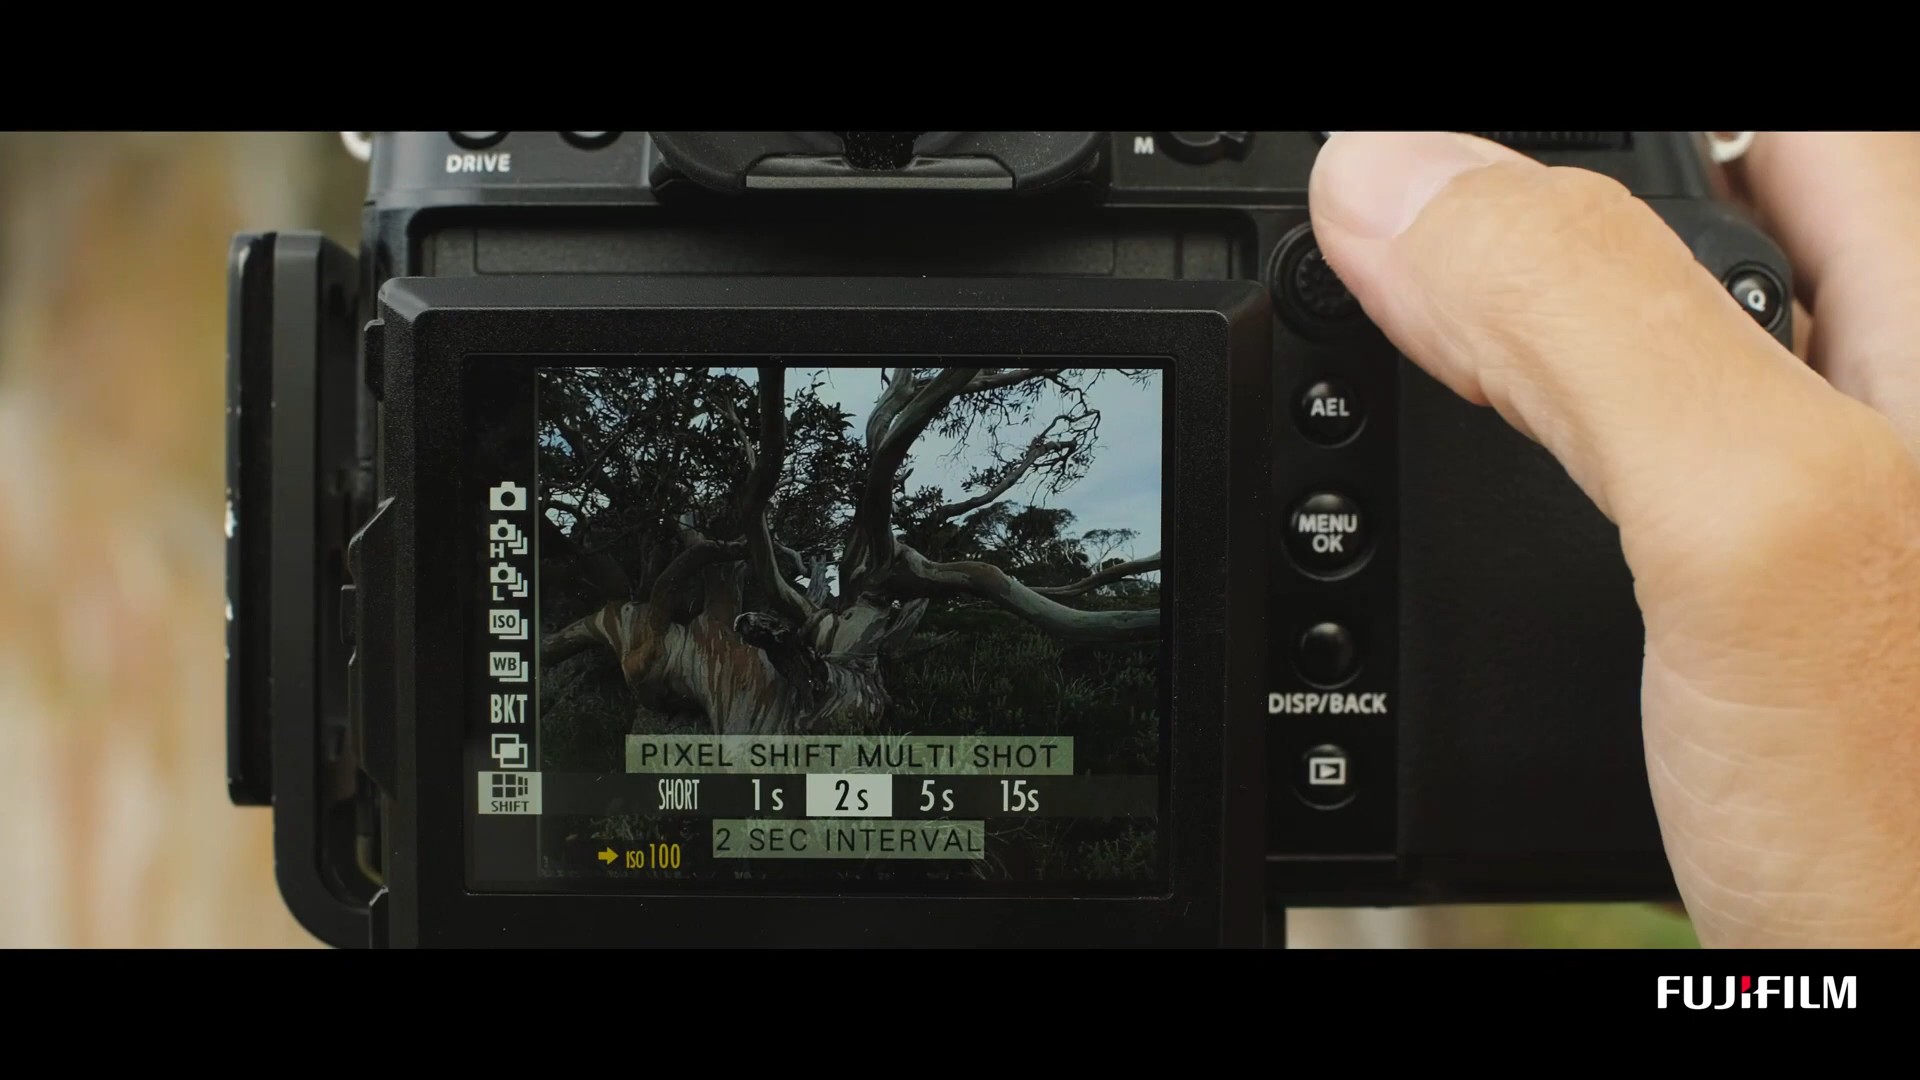 DRIVE
M
Q
AEL
MENU
OK
DISP/BACK
H
L
ISO
WB
BKT
SHIFT
PIXEL SHIFT MULTI SHOT
SHORT 1s 2s 5s 15s
2 SEC INTERVAL
ISO 100
FUJIFILM